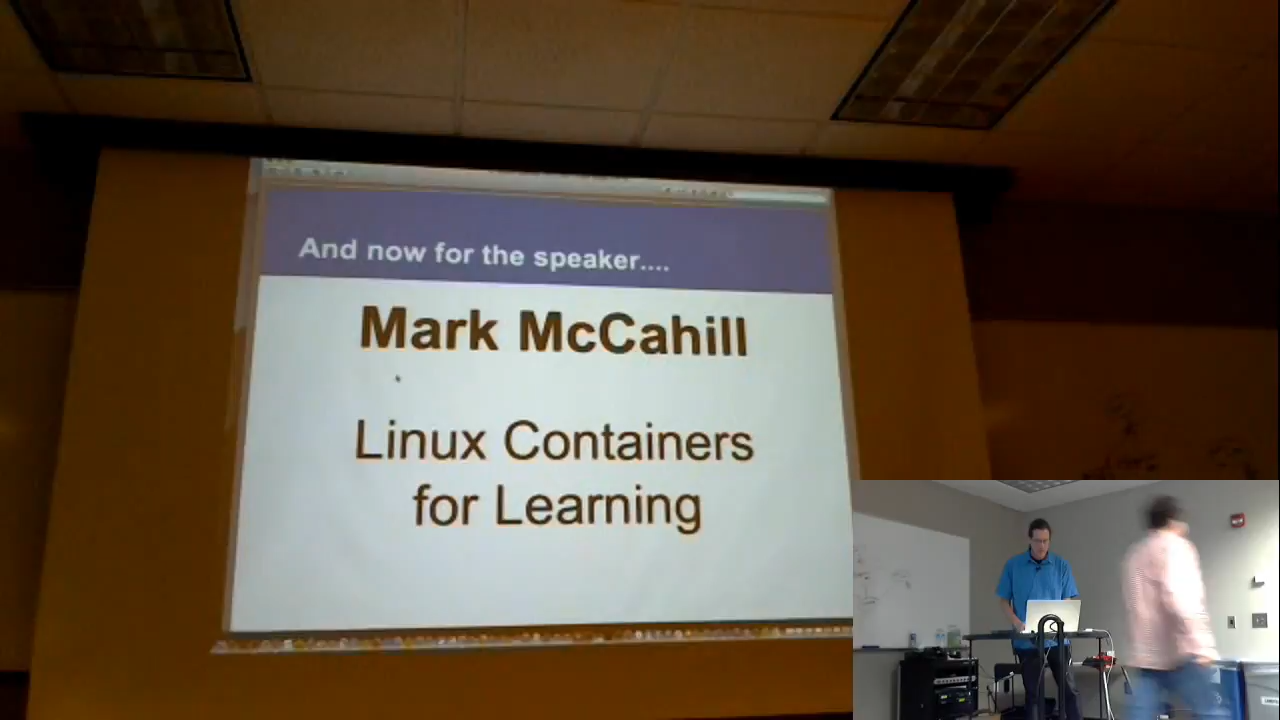 And now for the speaker....
Mark McCahill
Linux Containers
for Learning